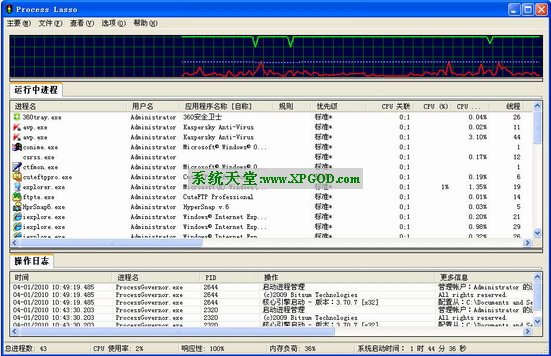 Process Lasso
主要(M) 文件(F) 查看(V) 选项(O) 帮助(H)
运行中进程
进程名 用户名 应用程序名称 [自称] 规则 优先级 CPU 关联 CPU (%) CPU ... 线程
360tray.exe Administrator 360安全卫士 标准* 0;1 0.04% 26
avp.exe Administrator Kaspersky Anti-Virus 标准* 0;1 0.02% 11
avp.exe Administrator Kaspersky Anti-Virus 标准* 0;1 3.10% 44
conime.exe Administrator Microsoft® Windows® O... 标准* 0;1 1
csrss.exe 0;1 0.17% 12
ctfmon.exe Administrator 标准* 0;1 1
cuteftppro.exe Administrator 0;1 0.19% 6
explorer.exe Administrator 标准* 0;1 1% 1.35% 19
ftpte.exe Administrator CuteFTP Professional 标准* 0;1 0.01% 14
HprSnap6.exe Administrator HyperSnap v.6 标准* 0;1 0.03% 5
iexplore.exe Administrator Windows® Internet Exp... 标准* 0;1 0.20% 21
iexplore.exe Administrator Windows® Internet Exp... 标准* 0;1 0.98% 29
iexplore.exe Administrator Windows® Internet Exp... 标准* 0;1 0.32% 26
系统天堂:www.XPGOD.com
操作日志
时间 进程名 PID 操作 更多信息
04-01/2010 10:49:19.485 ProcessGovernor.exe 2644 启动进程管理 管理帐户: Administrator 的
04-01/2010 10:49:19.485 ProcessGovernor.exe 2644 (c)2009 Bitsum Technologies All rights reserved.
04-01/2010 10:49:19.485 ProcessGovernor.exe 2644 核心引擎启动 - 版本: 3.70.7 [x32] 配置从: C:\Documents and Se
04-01/2010 10:43:30.203 ProcessGovernor.exe 2320 启动进程管理 管理帐户: Administrator 的
04-01/2010 10:43:30.203 ProcessGovernor.exe 2320 (c)2009 Bitsum Technologies All rights reserved.
04-01/2010 10:43:30.203 ProcessGovernor.exe 2320 核心引擎启动 - 版本: 3.70.7 [x32] 配置从: C:\Documents and Se
总进程数: 43 CPU 使用率: 2% 响应性: 100% 内存负荷: 36% 系统启动时间: 1 时 44 分 36 秒